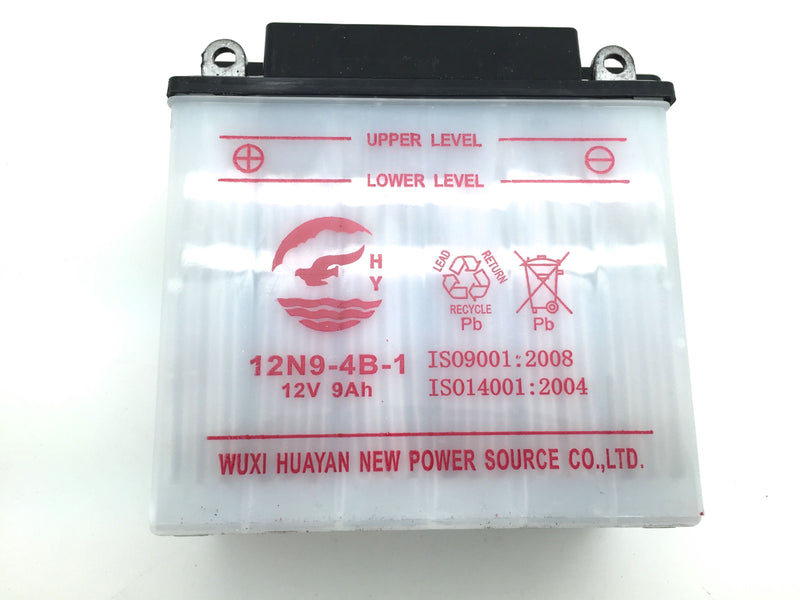 UPPER LEVEL
LOWER LEVEL
HY
LEAD RETURN
RECYCLE
Pb
Pb
12N9-4B-1
12V 9Ah
ISO9001:2008
ISO14001:2004
WUXI HUAYAN NEW POWER SOURCE CO.,LTD.